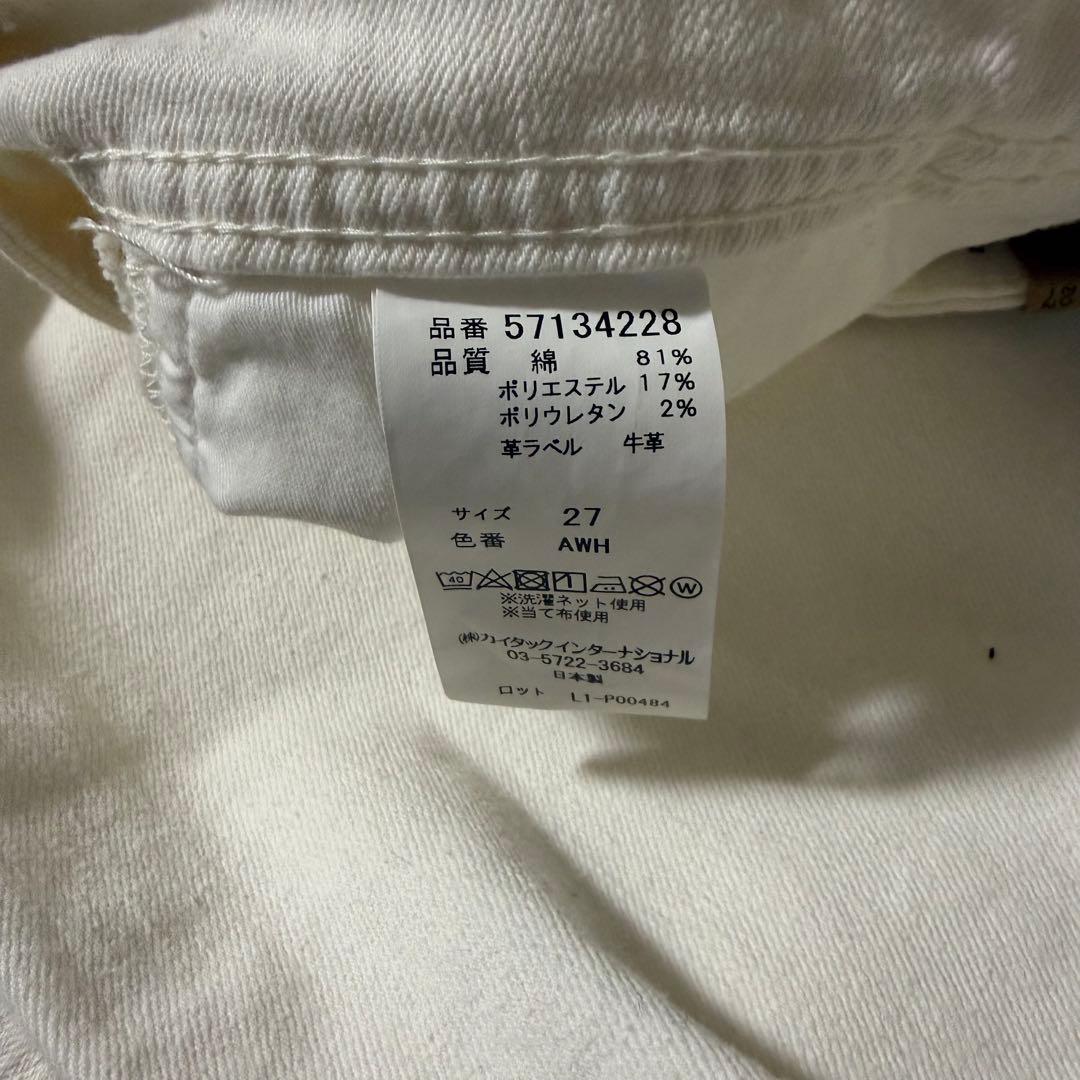 品番 57134228
品質 綿 81%
ポリエステル 17%
ポリウレタン 2%
革ラベル 牛革
サイズ 27
色番 AWH
40 W
※洗濯ネット使用
※当て布使用
(株)カイタックインターナショナル
03-5722-3684
日本製
ロット L1-P00484
27